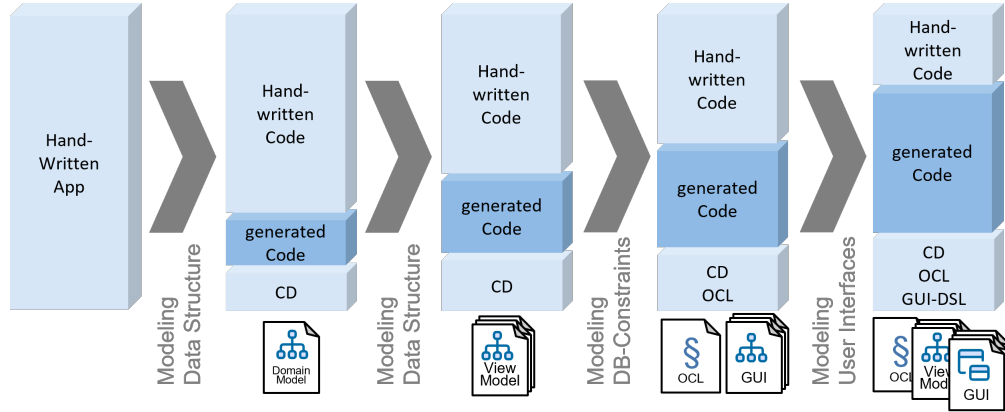 Hand-
Written
App
Modeling
Data Structure
Hand-
written
Code
generated
Code
CD
Domain
Model
Modeling
Data Structure
Hand-
written
Code
generated
Code
CD
View
Model
Modeling
DB-Constraints
Hand-
written
Code
generated
Code
CD
OCL
§
OCL
GUI
Modeling
User Interfaces
Hand-
written
Code
generated
Code
CD
OCL
GUI-DSL
§
OCL
View
Mod
GUI